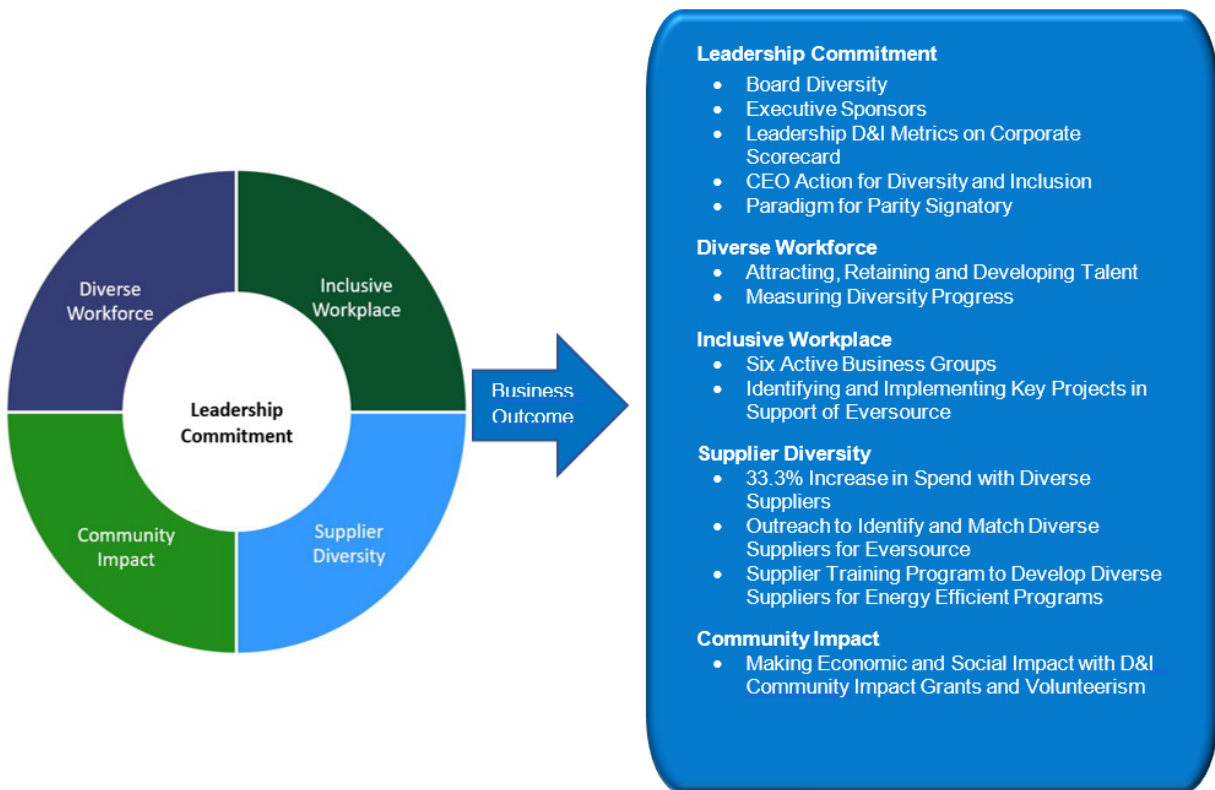 Diverse
Workforce
Inclusive
Workplace
Leadership
Commitment
Community
Impact
Supplier
Diversity
Business
Outcome
Leadership Commitment
• Board Diversity
• Executive Sponsors
• Leadership D&I Metrics on Corporate
Scorecard
• CEO Action for Diversity and Inclusion
• Paradigm for Parity Signatory
Diverse Workforce
• Attracting, Retaining and Developing Talent
• Measuring Diversity Progress
Inclusive Workplace
• Six Active Business Groups
• Identifying and Implementing Key Projects in
Support of Eversource
Supplier Diversity
• 33.3% Increase in Spend with Diverse
Suppliers
• Outreach to Identify and Match Diverse
Suppliers for Eversource
• Supplier Training Program to Develop Diverse
Suppliers for Energy Efficient Programs
Community Impact
• Making Economic and Social Impact with D&I
Community Impact Grants and Volunteerism